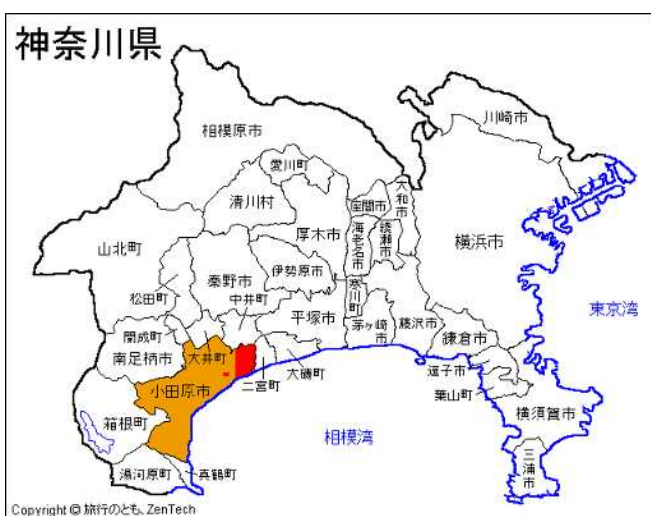 神奈川県
川崎市
相模原市
愛川町
大和市
座間市
清川村
綾瀬市
海老名市
厚木市
横浜市
山北町
伊勢原市
秦野市
寒川町
松田町
中井町
東京湾
平塚市
茅ヶ崎市
藤沢市
開成町
鎌倉市
大井町
南足柄市
逗子市
大磯町
二宮町
小田原市
葉山町
箱根町
横須賀市
相模湾
三浦市
湯河原町
真鶴町
Copyright © 旅行のとも、ZenTech